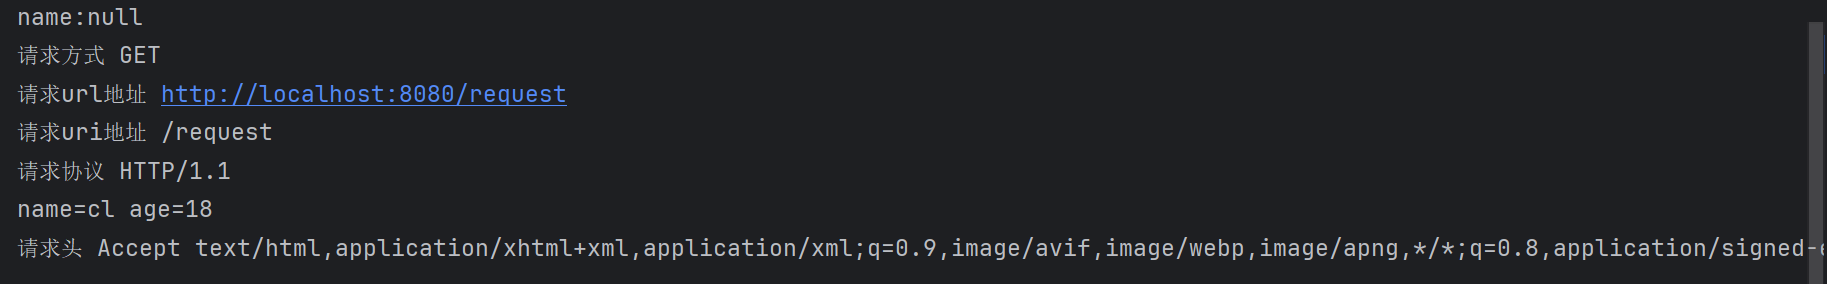 name:null
请求方式 GET
请求url地址 http://localhost:8080/request
请求uri地址 /request
请求协议 HTTP/1.1
name=cl age=18
请求头 Accept text/html,application/xhtml+xml,application/xml;q=0.9,image/avif,image/webp,image/apng,*/*;q=0.8,application/signed-